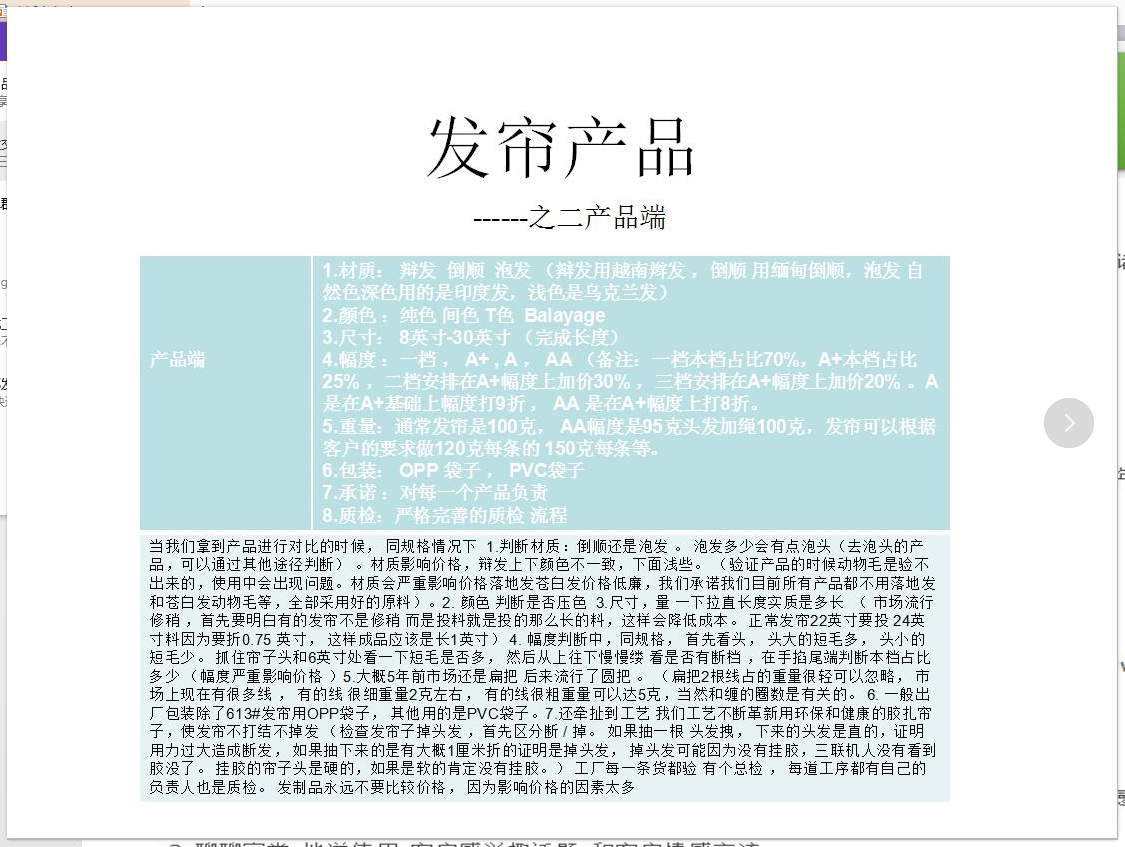 发帘产品
------之二产品端
产品端
1.材质： 辫发 倒顺 泡发 （辫发用越南辫发 ，倒顺 用缅甸倒顺，泡发 自
然色深色用的是印度发，浅色是乌克兰发）
2.颜色 ：纯色 间色 T色 Balayage
3.尺寸： 8英寸-30英寸 （完成长度）
4.幅度 ：一档 ， A+ , A ， AA （备注：一档本档占比70%，A+本档占比
25% ，二档安排在A+幅度上加价30% ，三档安排在A+幅度上加价20% 。A
是在A+基础上幅度打9折 ， AA 是在A+幅度上打8折。
5.重量：通常发帘是100克， AA幅度是95克头发加绳100克，发帘可以根据
客户的要求做120克每条的 150克每条等。
6.包装： OPP 袋子 ， PVC袋子
7.承诺 ：对每一个产品负责
8.质检：严格完善的质检 流程
当我们拿到产品进行对比的时候， 同规格情况下 1.判断材质：倒顺还是泡发 。 泡发多少会有点泡头（去泡头的产
品，可以通过其他途径判断） 。材质影响价格，辫发上下颜色不一致，下面浅些。 （验证产品的时候动物毛是验不
出来的，使用中会出现问题。材质会严重影响价格落地发苍白发价格低廉，我们承诺我们目前所有产品都不用落地发
和苍白发动物毛等，全部采用好的原料）。2. 颜色 判断是否压色 3.尺寸，量 一下拉直长度实质是多长 （ 市场流行
修稍 ，首先要明白有的发帘不是修稍 而是投料就是投的那么长的料，这样会降低成本。 正常发帘22英寸要投 24英
寸料因为要折0.75 英寸， 这样成品应该是长1英寸） 4. 幅度判断中，同规格， 首先看头， 头大的短毛多， 头小的
短毛少。 抓住帘子头和6英寸处看一下短毛是否多， 然后从上往下慢慢缕 看是否有断档 ，在手掐尾端判断本档占比
多少 （幅度严重影响价格 ）5.大概5年前市场还是扁把 后来流行了圆把 。 （扁把2根线占的重量很轻可以忽略， 市
场上现在有很多线 ， 有的线 很细重量2克左右， 有的线很粗重量可以达5克，当然和缠的圈数是有关的。 6. 一般出
厂包装除了613#发帘用OPP袋子， 其他用的是PVC袋子。7.还牵扯到工艺 我们工艺不断革新用环保和健康的胶扎帘
子，使发帘不打结不掉发 （检查发帘子掉头发 ，首先区分断 / 掉。 如果抽一根 头发拽， 下来的头发是直的，证明
用力过大造成断发， 如果抽下来的是有大概1厘米折的证明是掉头发， 掉头发可能因为没有挂胶，三联机人没有看到
胶没了。 挂胶的帘子头是硬的，如果是软的肯定没有挂胶。） 工厂每一条货都验 有个总检 ， 每道工序都有自己的
负责人也是质检。 发制品永远不要比较价格， 因为影响价格的因素太多